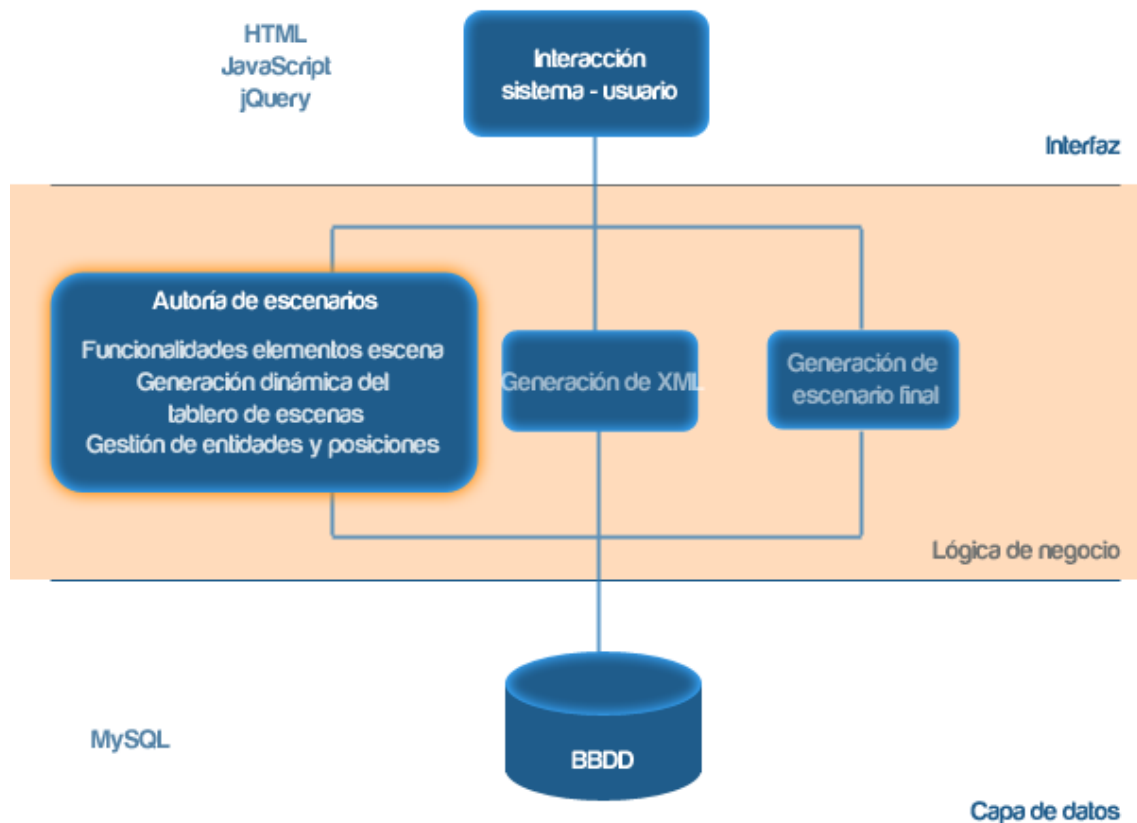 HTML
JavaScript
jQuery
Interacción
sistema - usuario
Interfaz
Autoría de escenarios
Funcionalidades elementos escena
Generación dinámica del
tablero de escenas
Gestión de entidades y posiciones
Generación de XML
Generación de
escenario final
Lógica de negocio
MySQL
BBDD
Capa de datos